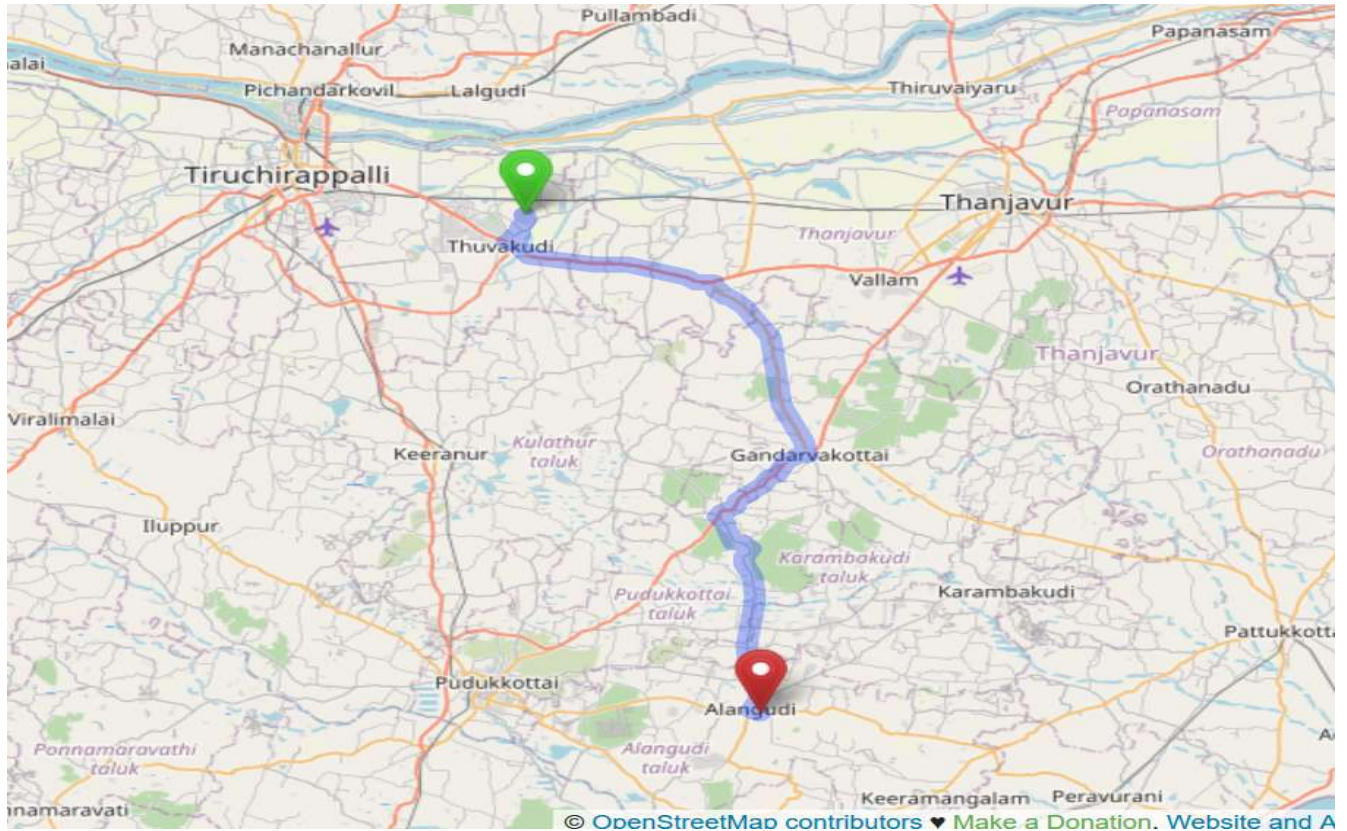 Pullambadi
Papanasam
Manachanallur
alai
Pichandarkovil
Lalgudi
Thiruvaiyaru
Papanasam
Tiruchirappalli
Thanjavur
Thuvakudi
Thanjavur
Vallam
Thanjavur
Orathanadu
Viralimalai
Keeranur
Kulathur
taluk
Gandarvakottai
Orathanadu
Iluppur
Karambakudi
taluk
Pudukkottai
taluk
Karambakudi
Pattukkotta
Pudukkottai
Alangudi
Ponnamaravathi
taluk
Alangudi
taluk
A
nnamaravati
Keeramangalam
Peravurani
© OpenStreetMap contributors ♥ Make a Donation. Website and A